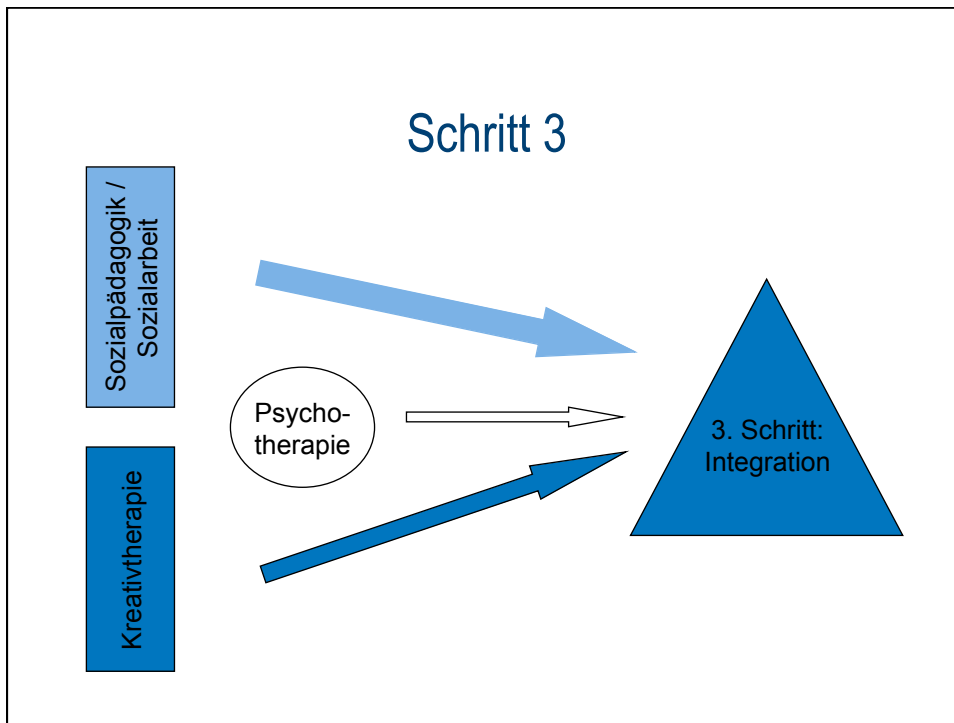 Schritt 3
Sozialpädagogik /
Sozialarbeit
Psycho-
therapie
3. Schritt:
Integration
Kreativtherapie